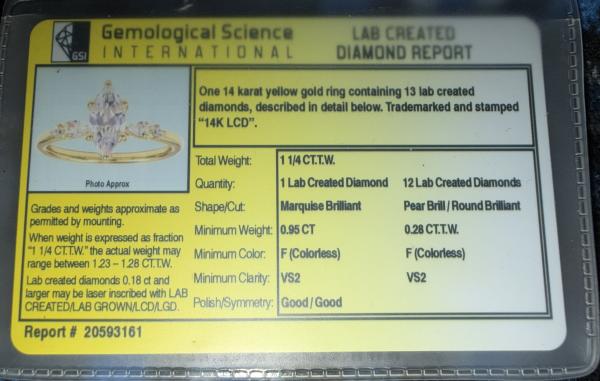 GSI
Gemological Science
INTERNATIONAL
LAB CREATED
DIAMOND REPORT
One 14 karat yellow gold ring containing 13 lab created
diamonds, described in detail below. Trademarked and stamped
“14K LCD”.
Photo Approx
Grades and weights approximate as
permitted by mounting.
When weight is expressed as fraction
“1 1/4 CT.T.W.” the actual weight may
range between 1.23 – 1.28 CT.T.W.
Lab created diamonds 0.18 ct and
larger may be laser inscribed with LAB
CREATED/LAB GROWN/LCD/LGD.
Total Weight: 1 1/4 CT.T.W.
Quantity: 1 Lab Created Diamond 12 Lab Created Diamonds
Shape/Cut: Marquise Brilliant Pear Brill / Round Brilliant
Minimum Weight: 0.95 CT 0.28 CT.T.W.
Minimum Color: F (Colorless) F (Colorless)
Minimum Clarity: VS2 VS2
Polish/Symmetry: Good / Good
Report # 20593161